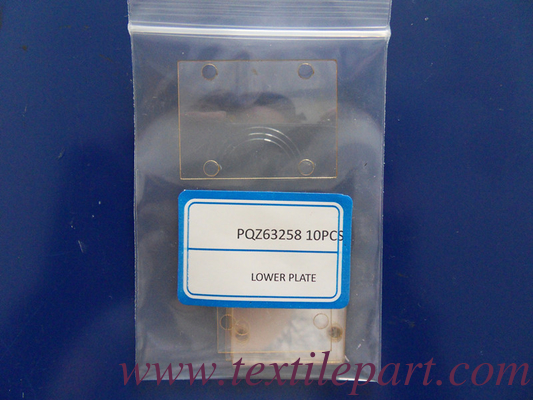 PQZ63258 10PCS
LOWER PLATE
www.textilepart.com